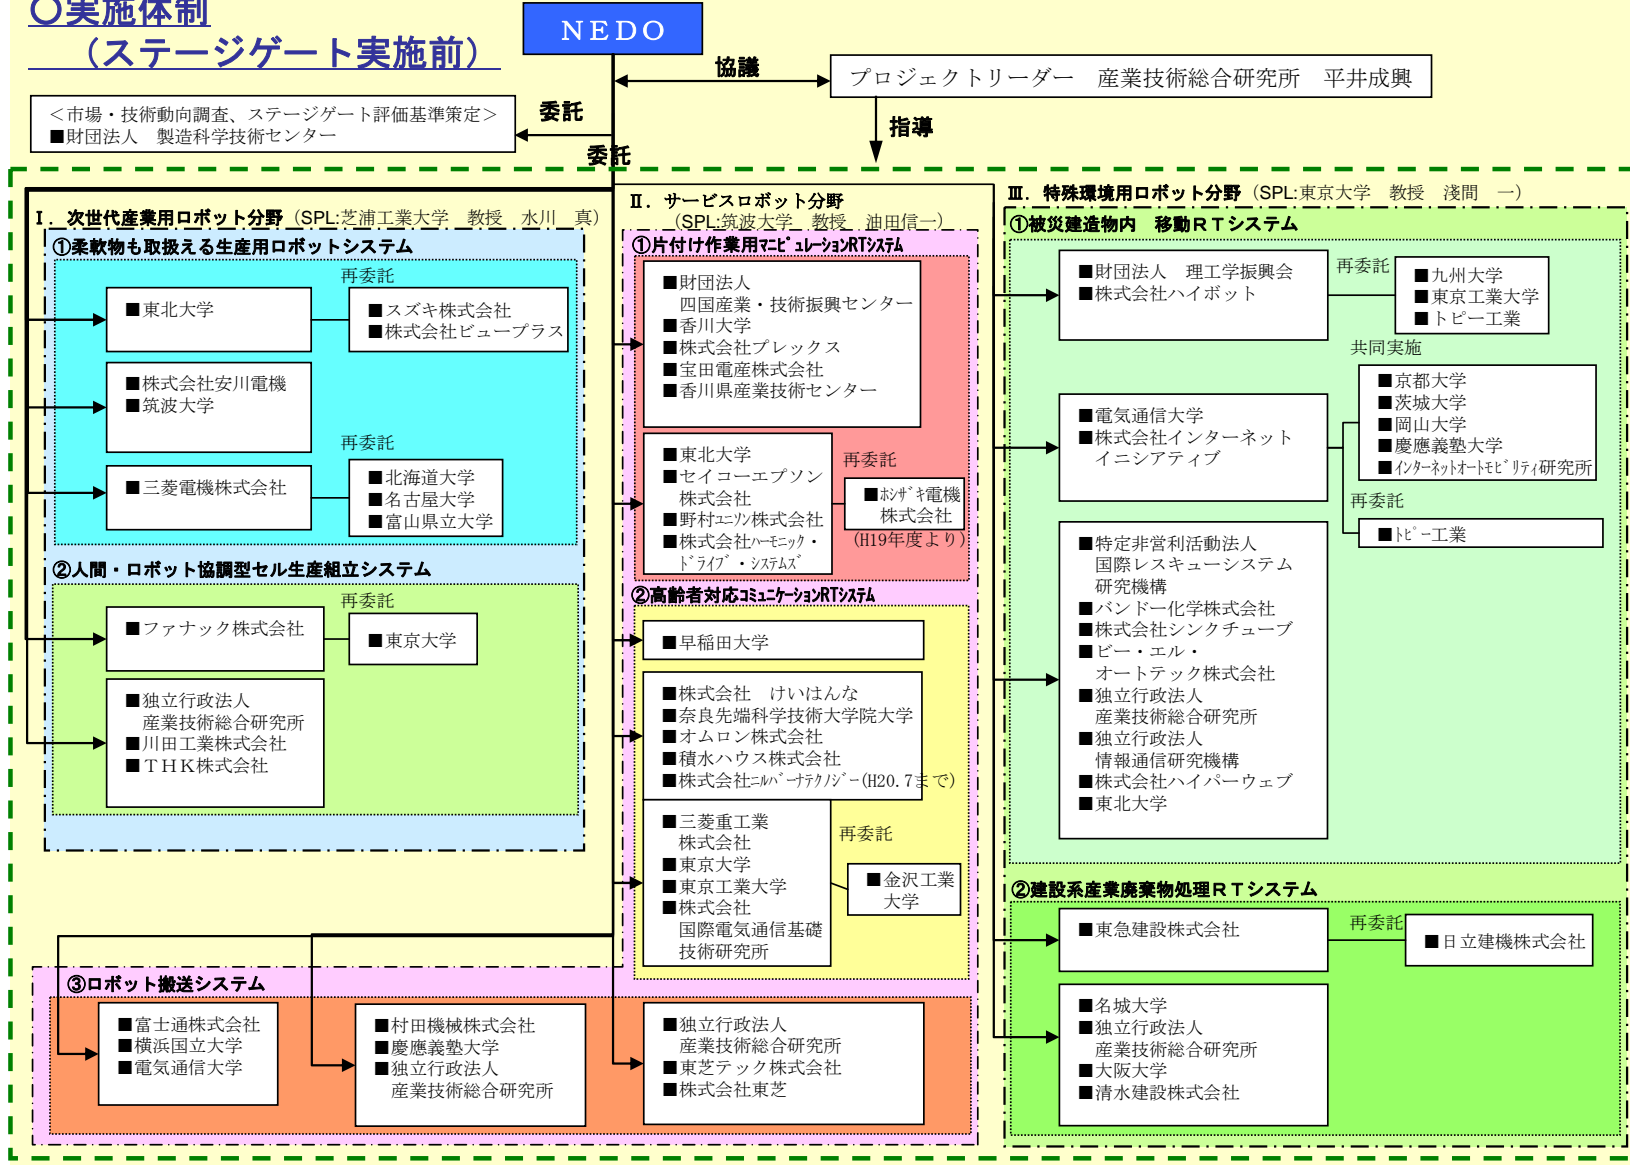 〇実施体制
（ステージゲート実施前）
ＮＥＤＯ
協議
プロジェクトリーダー　産業技術総合研究所　平井成興
＜市場・技術動向調査、ステージゲート評価基準策定＞
■財団法人　製造科学技術センター
委託
指導
委託
Ⅰ．次世代産業用ロボット分野（SPL:芝浦工業大学　教授　水川　真）
①柔軟物も取扱える生産用ロボットシステム
■東北大学
再委託
■スズキ株式会社
■株式会社ビュープラス
■株式会社安川電機
■筑波大学
■三菱電機株式会社
再委託
■北海道大学
■名古屋大学
■富山県立大学
②人間・ロボット協調型セル生産組立システム
■ファナック株式会社
再委託
■東京大学
■独立行政法人
産業技術総合研究所
■川田工業株式会社
■ＴＨＫ株式会社
Ⅱ．サービスロボット分野
（SPL:筑波大学　教授　油田信一）
①片付け作業用ﾏﾆﾋﾟｭﾚｰｼｮﾝRTｼｽﾃﾑ
■財団法人
四国産業・技術振興センター
■香川大学
■株式会社プレックス
■宝田電産株式会社
■香川県産業技術センター
■東北大学
■セイコーエプソン
株式会社
■野村ﾕﾆｿﾝ株式会社
■株式会社ﾊｰﾓﾆｯｸ・
ﾄﾞﾗｲﾌﾞ・ｼｽﾃﾑｽﾞ
再委託
■ﾎｼｻﾞｷ電機
株式会社
(H19年度より)
②高齢者対応ｺﾐｭﾆｹｰｼｮﾝRTｼｽﾃﾑ
■早稲田大学
■株式会社　けいはんな
■奈良先端科学技術大学院大学
■オムロン株式会社
■積水ハウス株式会社
■株式会社ﾆﾙﾊﾞｰﾅﾃｸﾉｼﾞｰ(H20.7まで)
■三菱重工業
株式会社
■東京大学
■東京工業大学
■株式会社
国際電気通信基礎
技術研究所
再委託
■金沢工業
大学
③ロボット搬送システム
■富士通株式会社
■横浜国立大学
■電気通信大学
■村田機械株式会社
■慶應義塾大学
■独立行政法人
産業技術総合研究所
■独立行政法人
産業技術総合研究所
■東芝テック株式会社
■株式会社東芝
Ⅲ．特殊環境用ロボット分野（SPL:東京大学　教授　淺間　一）
①被災建造物内　移動ＲＴシステム
■財団法人　理工学振興会
■株式会社ハイボット
再委託
■九州大学
■東京工業大学
■トピー工業
■電気通信大学
■株式会社インターネット
イニシアティブ
共同実施
■京都大学
■茨城大学
■岡山大学
■慶應義塾大学
■ｲﾝﾀｰﾈｯﾄｵｰﾄﾓﾋﾞﾘﾃｨ研究所
再委託
■ﾄﾋﾟｰ工業
■特定非営利活動法人
国際レスキューシステム
研究機構
■バンドー化学株式会社
■株式会社シンクチューブ
■ビー・エル・
オートテック株式会社
■独立行政法人
産業技術総合研究所
■独立行政法人
情報通信研究機構
■株式会社ハイパーウェブ
■東北大学
②建設系産業廃棄物処理ＲＴシステム
■東急建設株式会社
再委託
■日立建機株式会社
■名城大学
■独立行政法人
産業技術総合研究所
■大阪大学
■清水建設株式会社